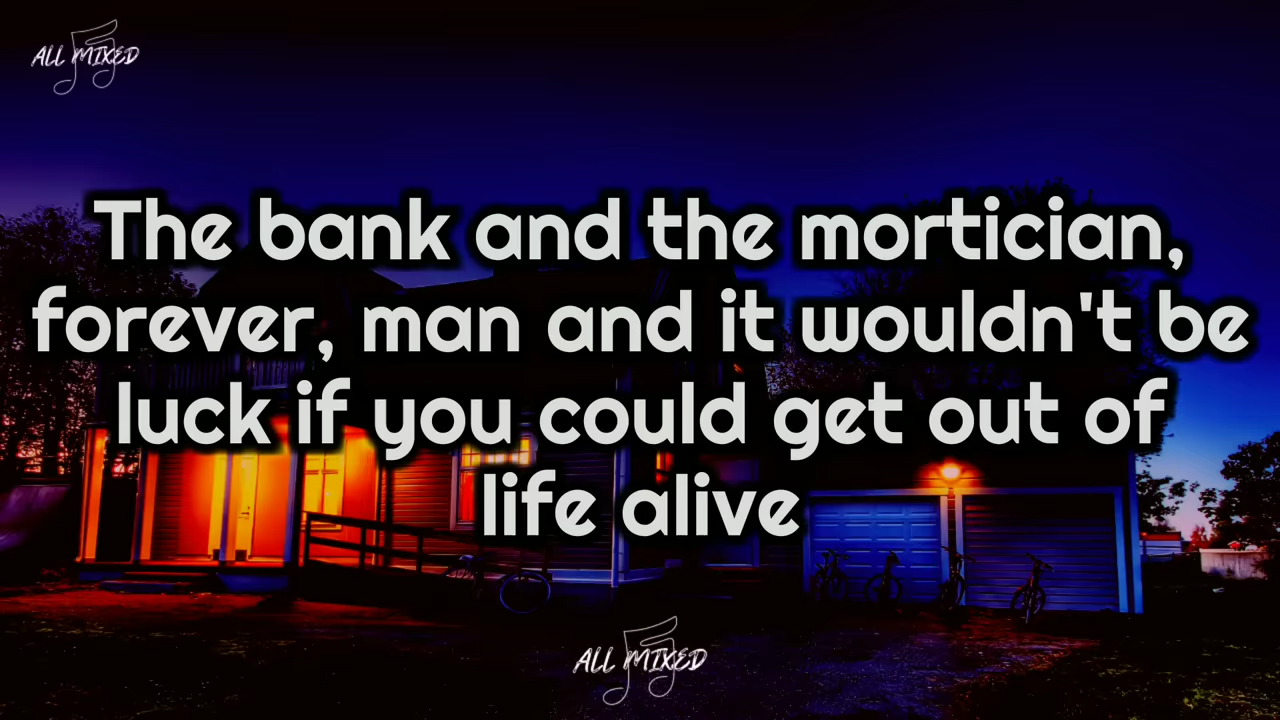 ALL MIXED
The bank and the mortician,
forever, man and it wouldn't be
luck if you could get out of
life alive
ALL MIXED